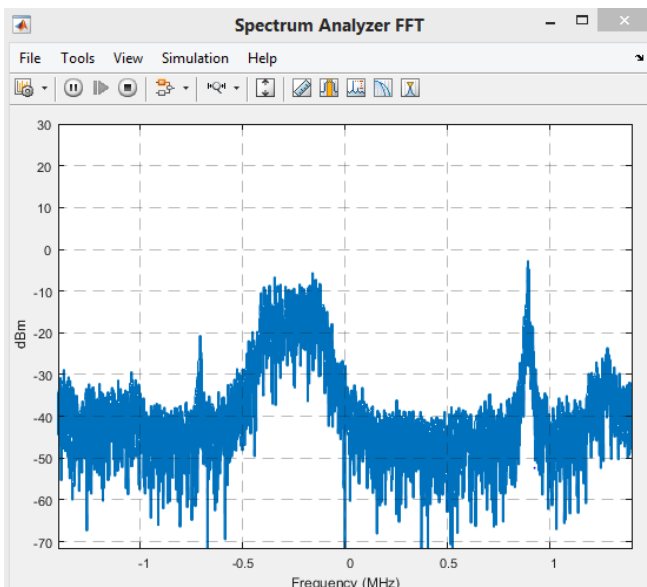 Spectrum Analyzer FFT
File Tools View Simulation Help
30
20
10
0
-10
-20
-30
-40
-50
-60
-70
dBm
-1 -0.5 0 0.5 1
Frequency (MHz)